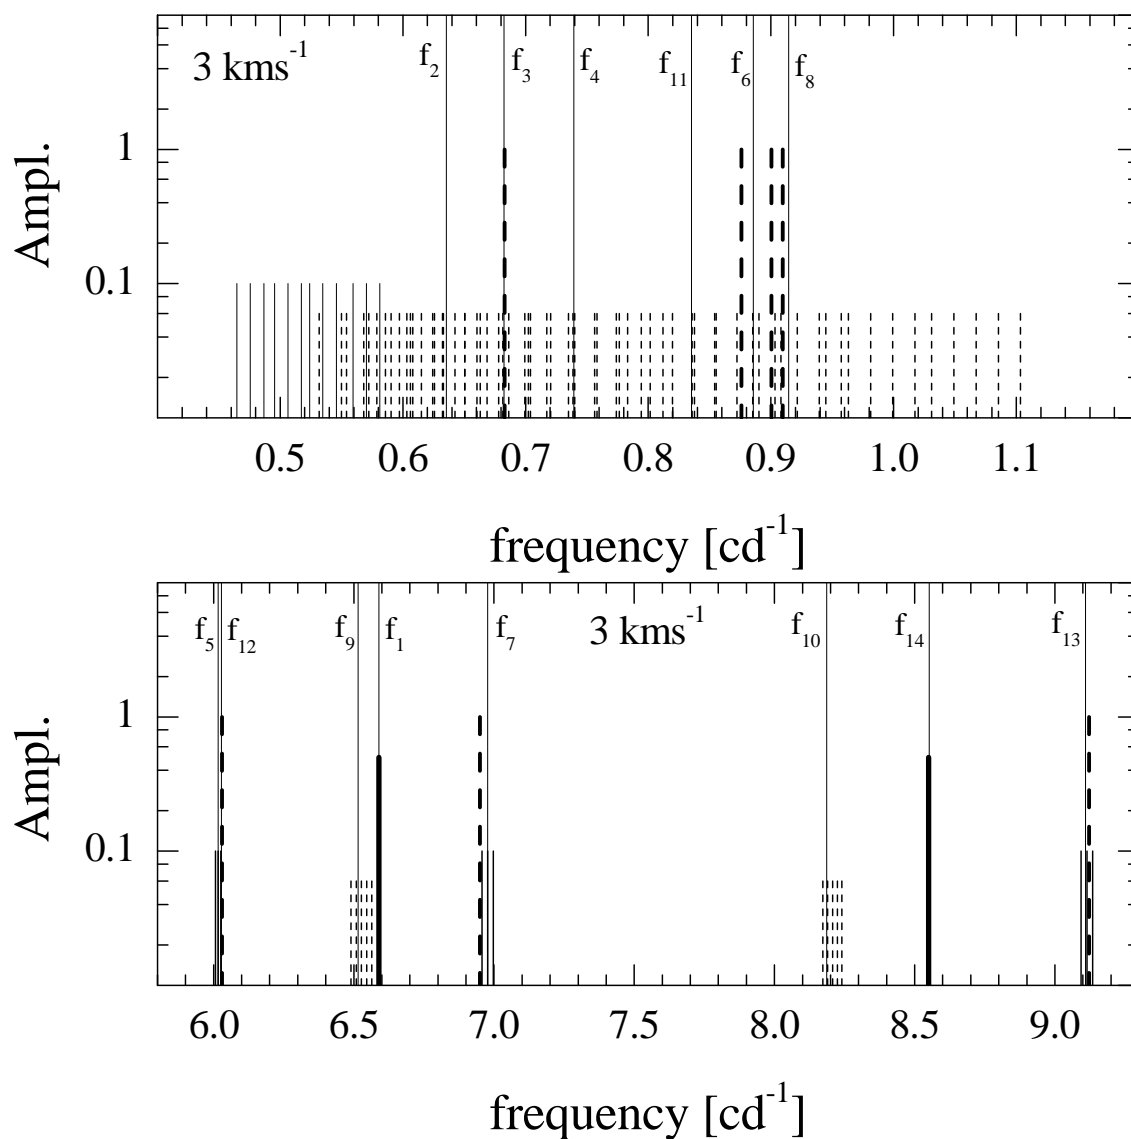 3 kms⁻¹ f₂ f₃ f₄ f₁₁ f₆ f₈
1
0.1
Ampl.
0.5 0.6 0.7 0.8 0.9 1.0 1.1
frequency [cd⁻¹]
f₅ f₁₂ f₉ f₁ f₇ 3 kms⁻¹ f₁₀ f₁₄ f₁₃
1
0.1
Ampl.
6.0 6.5 7.0 7.5 8.0 8.5 9.0
frequency [cd⁻¹]